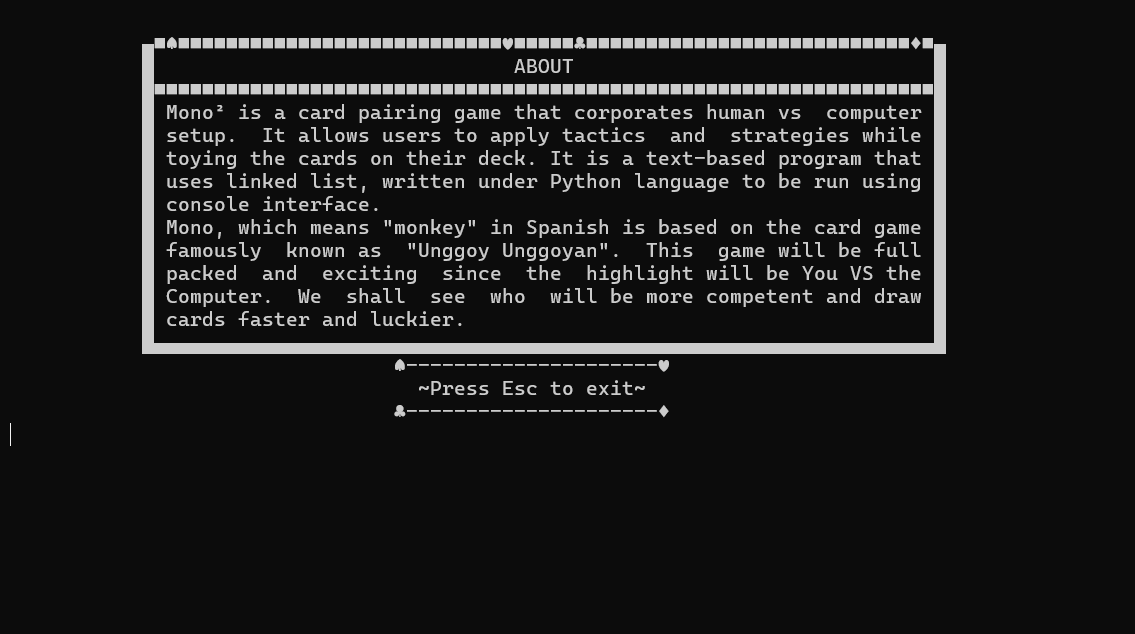 ABOUT
Mono² is a card pairing game that corporates human vs  computer
setup.  It allows users to apply tactics  and  strategies while
toying the cards on their deck. It is a text-based program that
uses linked list, written under Python language to be run using
console interface.
Mono, which means "monkey" in Spanish is based on the card game
famously  known as  "Unggoy Unggoyan".  This  game will be full
packed  and  exciting  since  the  highlight will be You VS the
Computer.  We  shall  see  who  will be more competent and draw
cards faster and luckier.
~Press Esc to exit~